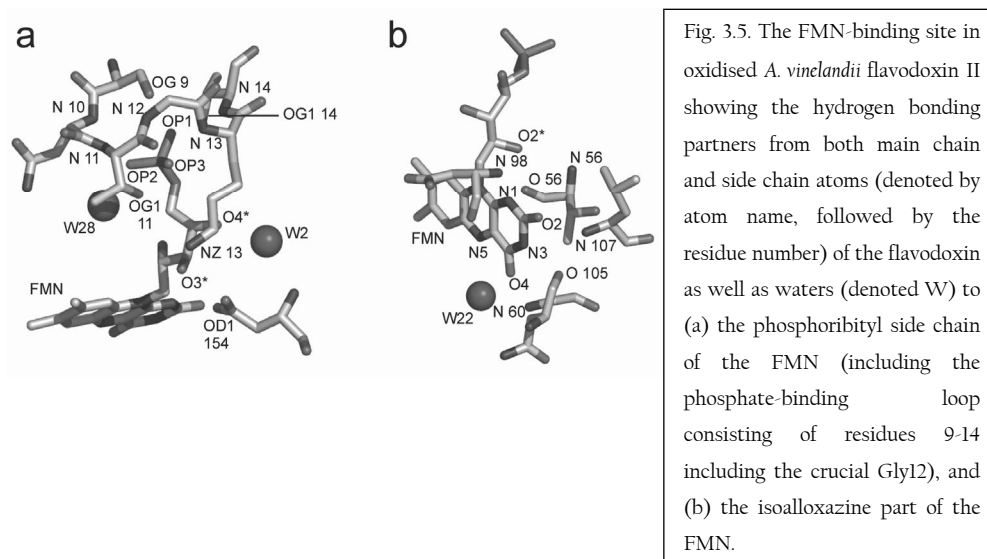 a
OG 9
N 10
N 12
N 14
OP1
OG1 14
N 13
N 11
OP3
OP2
OG1
11
W28
O4*
NZ 13
W2
O3*
FMN
OD1
154
b
O2*
N 98
N 56
O 56
N1
O2
FMN
N5
N3
N 107
O4
O 105
N 60
W22
Fig. 3.5. The FMN-binding site in
oxidised A. vinelandii flavodoxin II
showing the hydrogen bonding
partners from both main chain
and side chain atoms (denoted by
atom name, followed by the
residue number) of the flavodoxin
as well as waters (denoted W) to
(a) the phosphoribityl side chain
of the FMN (including the
phosphate-binding loop
consisting of residues 9-14
including the crucial Gly12), and
(b) the isoalloxazine part of the
FMN.